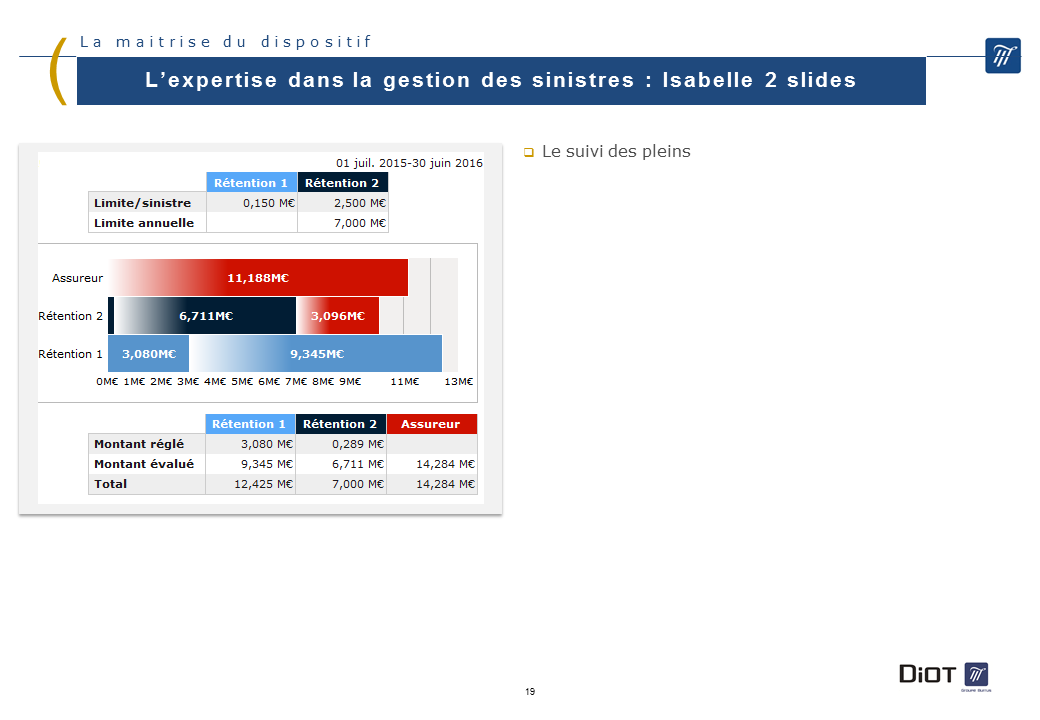 La maitrise du dispositif
L’expertise dans la gestion des sinistres : Isabelle 2 slides
01 juil. 2015-30 juin 2016
Rétention 1 Rétention 2
Limite/sinistre 0,150 M€ 2,500 M€
Limite annuelle 7,000 M€
Assureur 11,188M€
Rétention 2 6,711M€ 3,096M€
Rétention 1 3,080M€ 9,345M€
0M€ 1M€ 2M€ 3M€ 4M€ 5M€ 6M€ 7M€ 8M€ 9M€ 11M€ 13M€
Rétention 1 Rétention 2 Assureur
Montant réglé 3,080 M€ 0,289 M€
Montant évalué 9,345 M€ 6,711 M€ 14,284 M€
Total 12,425 M€ 7,000 M€ 14,284 M€
Le suivi des pleins
DiOT
Groupe Burrus
19